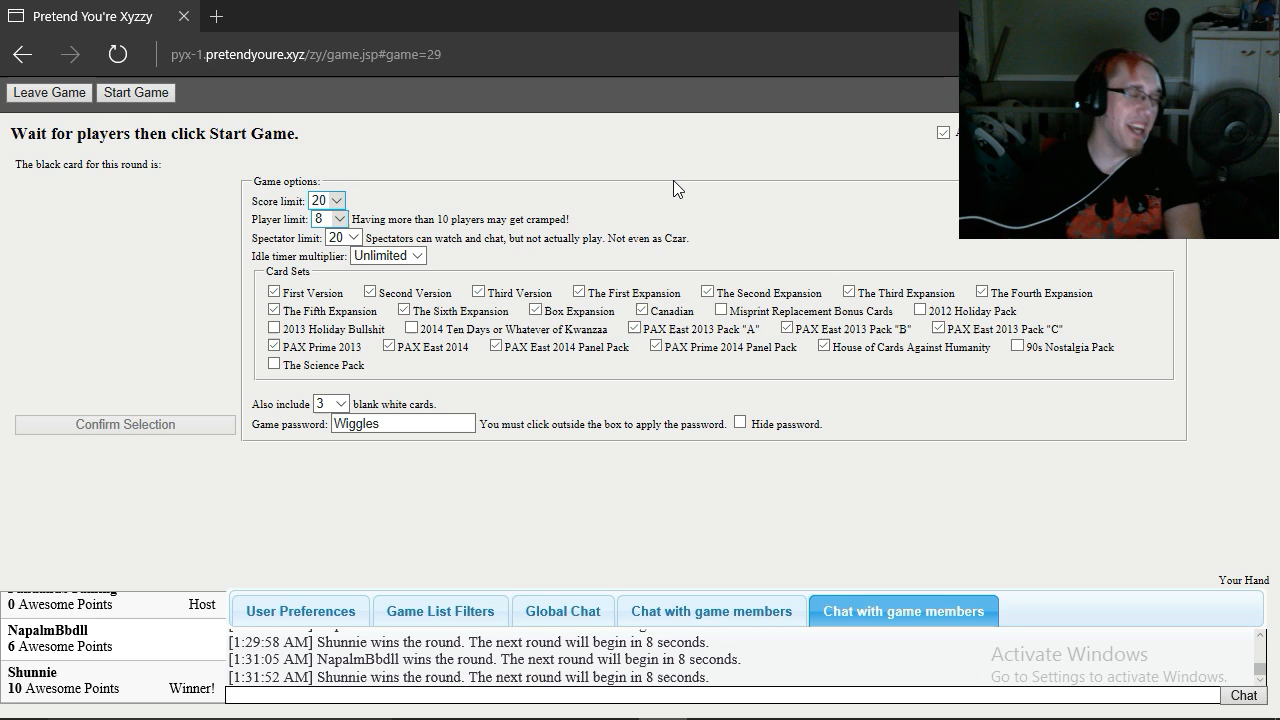 Pretend You're Xyzzy
pyx-1.pretendyoure.xyz/zy/game.jsp#game=29
Leave Game Start Game
Wait for players then click Start Game.
The black card for this round is:
Game options:
Score limit: 20
Player limit: 8 Having more than 10 players may get cramped!
Spectator limit: 20 Spectators can watch and chat, but not actually play. Not even as Czar.
Idle timer multiplier: Unlimited
Card Sets
First Version Second Version Third Version The First Expansion The Second Expansion The Third Expansion The Fourth Expansion
The Fifth Expansion The Sixth Expansion Box Expansion Canadian Misprint Replacement Bonus Cards 2012 Holiday Pack
2013 Holiday Bullshit 2014 Ten Days or Whatever of Kwanzaa PAX East 2013 Pack "A" PAX East 2013 Pack "B" PAX East 2013 Pack "C"
PAX Prime 2013 PAX East 2014 PAX East 2014 Panel Pack PAX Prime 2014 Panel Pack House of Cards Against Humanity 90s Nostalgia Pack
The Science Pack
Also include 3 blank white cards.
Confirm Selection
Game password: Wiggles You must click outside the box to apply the password. Hide password.
Your Hand
0 Awesome Points Host
NapalmBbdll
6 Awesome Points
Shunnie
10 Awesome Points Winner!
User Preferences Game List Filters Global Chat Chat with game members Chat with game members
[1:29:58 AM] Shunnie wins the round. The next round will begin in 8 seconds.
[1:31:05 AM] NapalmBbdll wins the round. The next round will begin in 8 seconds.
[1:31:52 AM] Shunnie wins the round. The next round will begin in 8 seconds.
Activate Windows
Go to Settings to activate Windows.
Chat